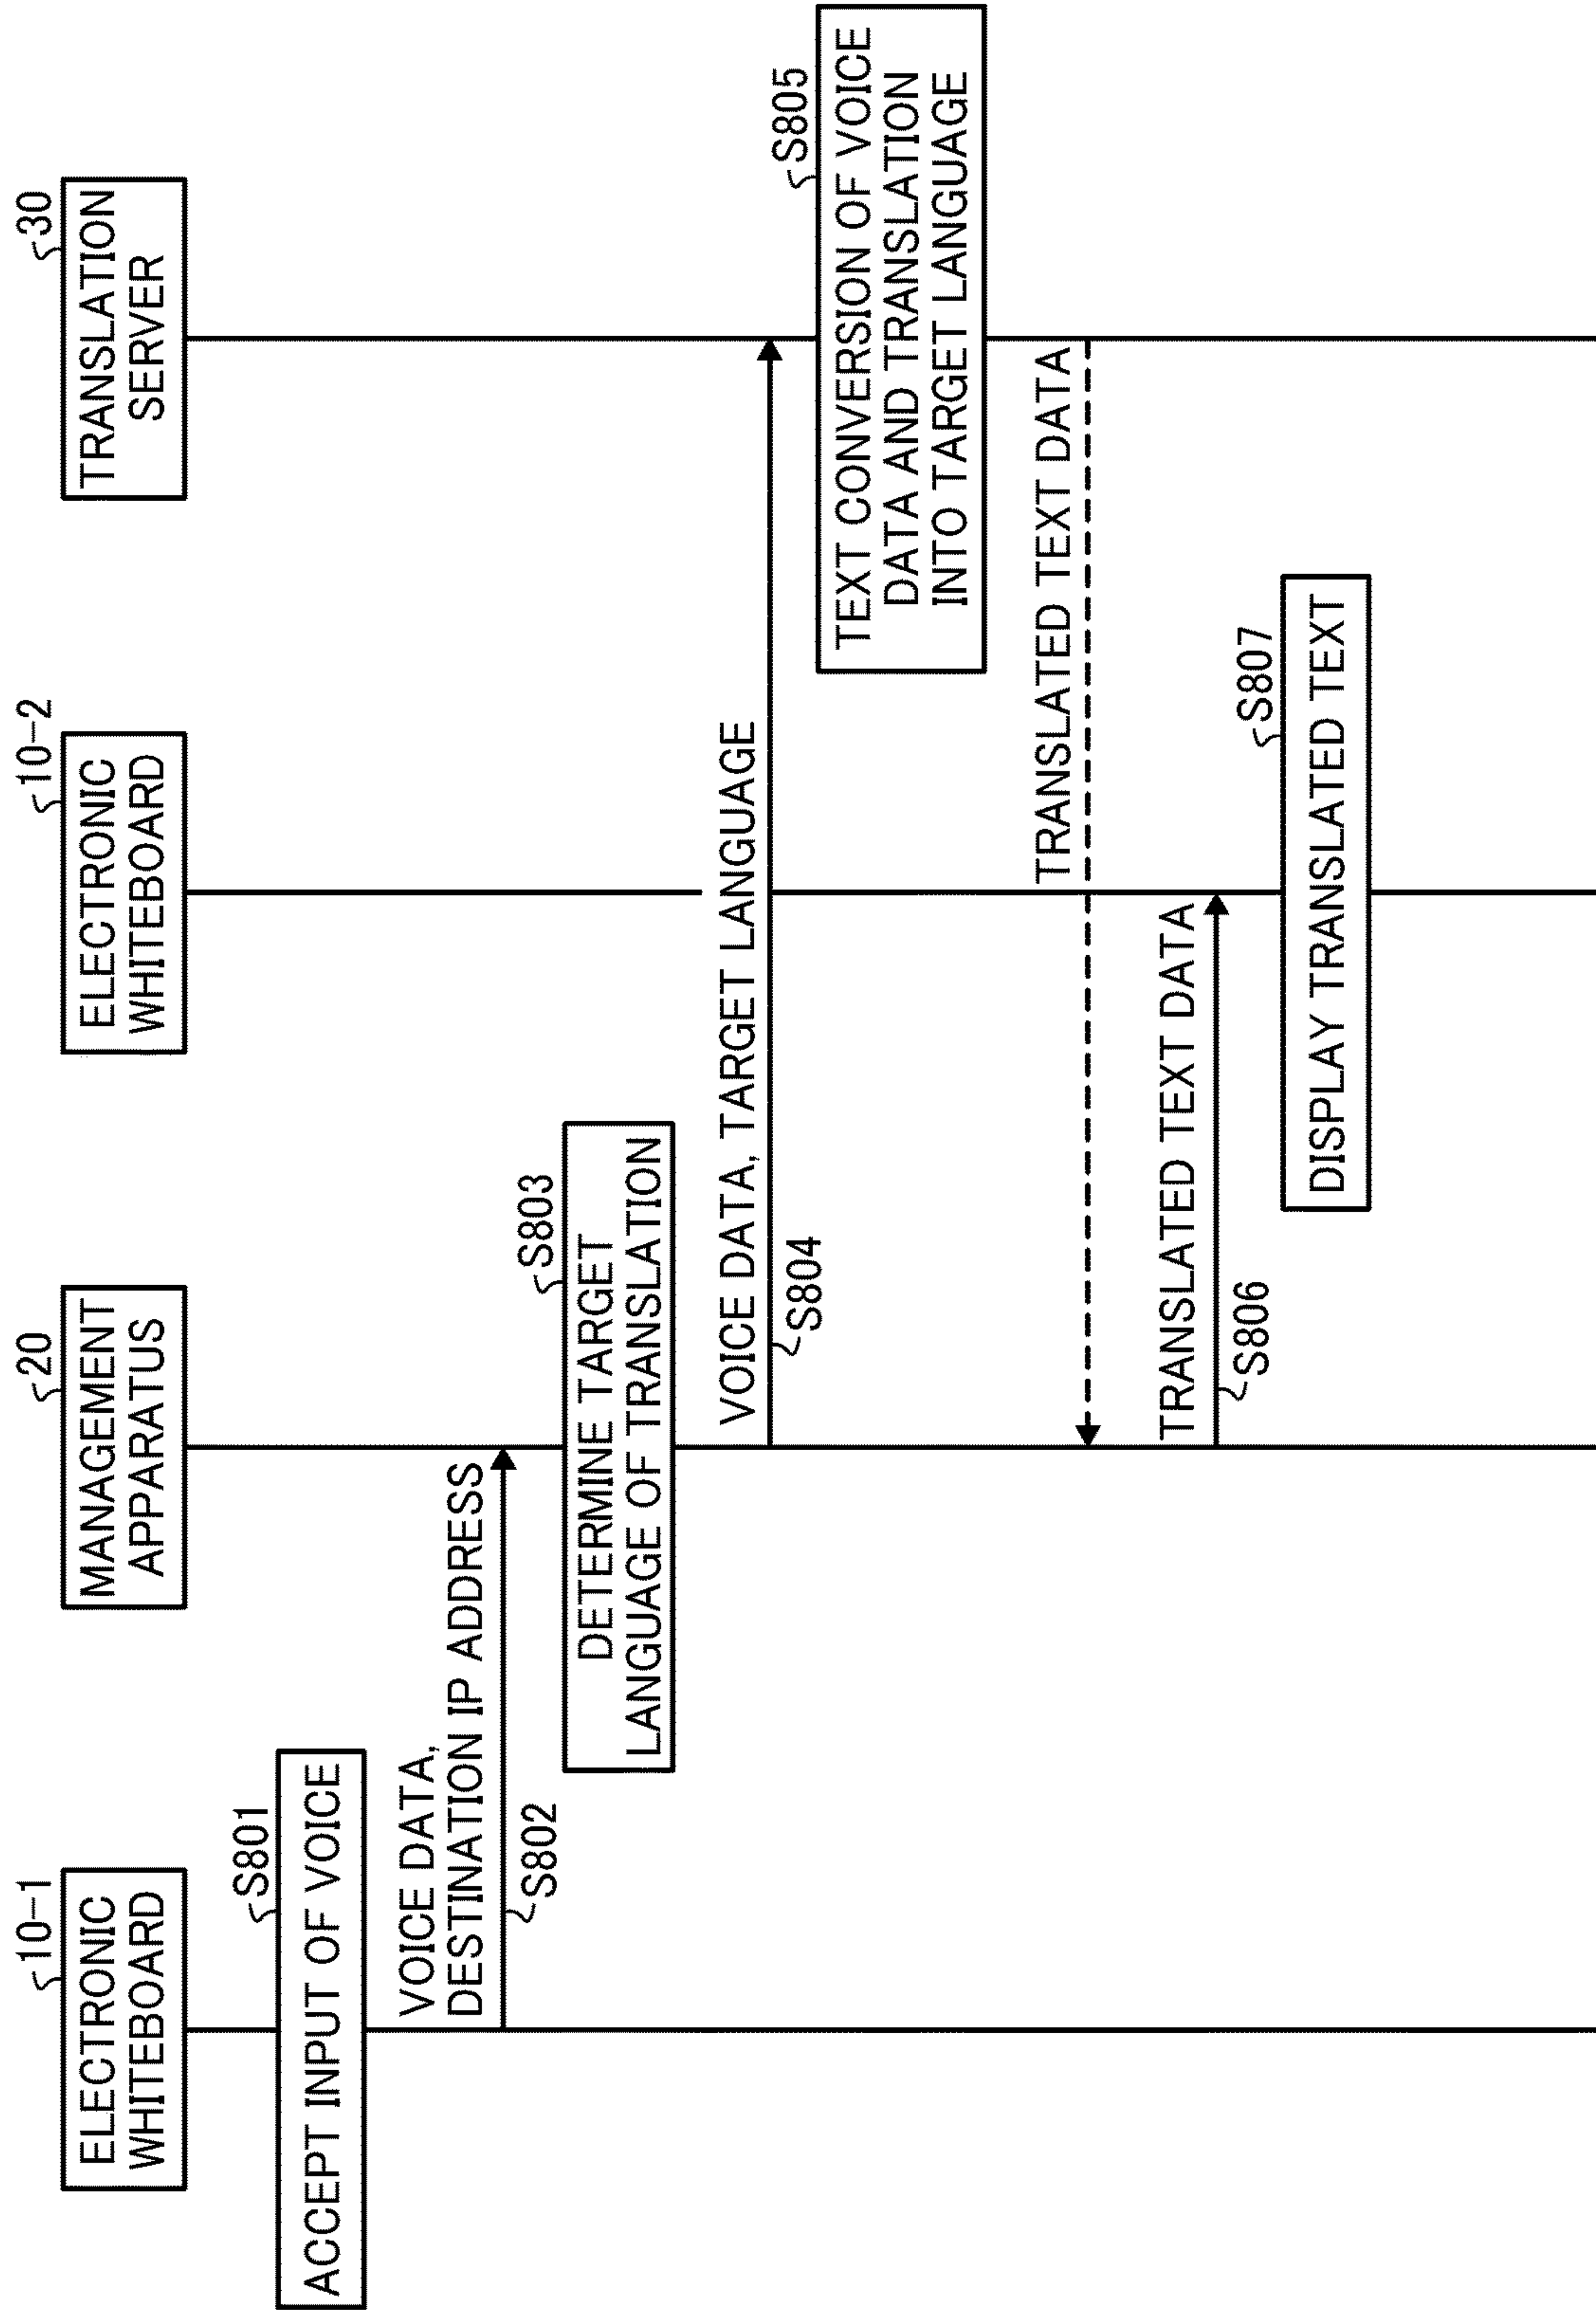 10-1
ELECTRONIC
WHITEBOARD
20
MANAGEMENT
APPARATUS
10-2
ELECTRONIC
WHITEBOARD
30
TRANSLATION
SERVER
S801
ACCEPT INPUT OF VOICE
VOICE DATA,
DESTINATION IP ADDRESS
S802
S803
DETERMINE TARGET
LANGUAGE OF TRANSLATION
VOICE DATA, TARGET LANGUAGE
S804
S805
TEXT CONVERSION OF VOICE
DATA AND TRANSLATION
INTO TARGET LANGUAGE
TRANSLATED TEXT DATA
TRANSLATED TEXT DATA
S806
S807
DISPLAY TRANSLATED TEXT